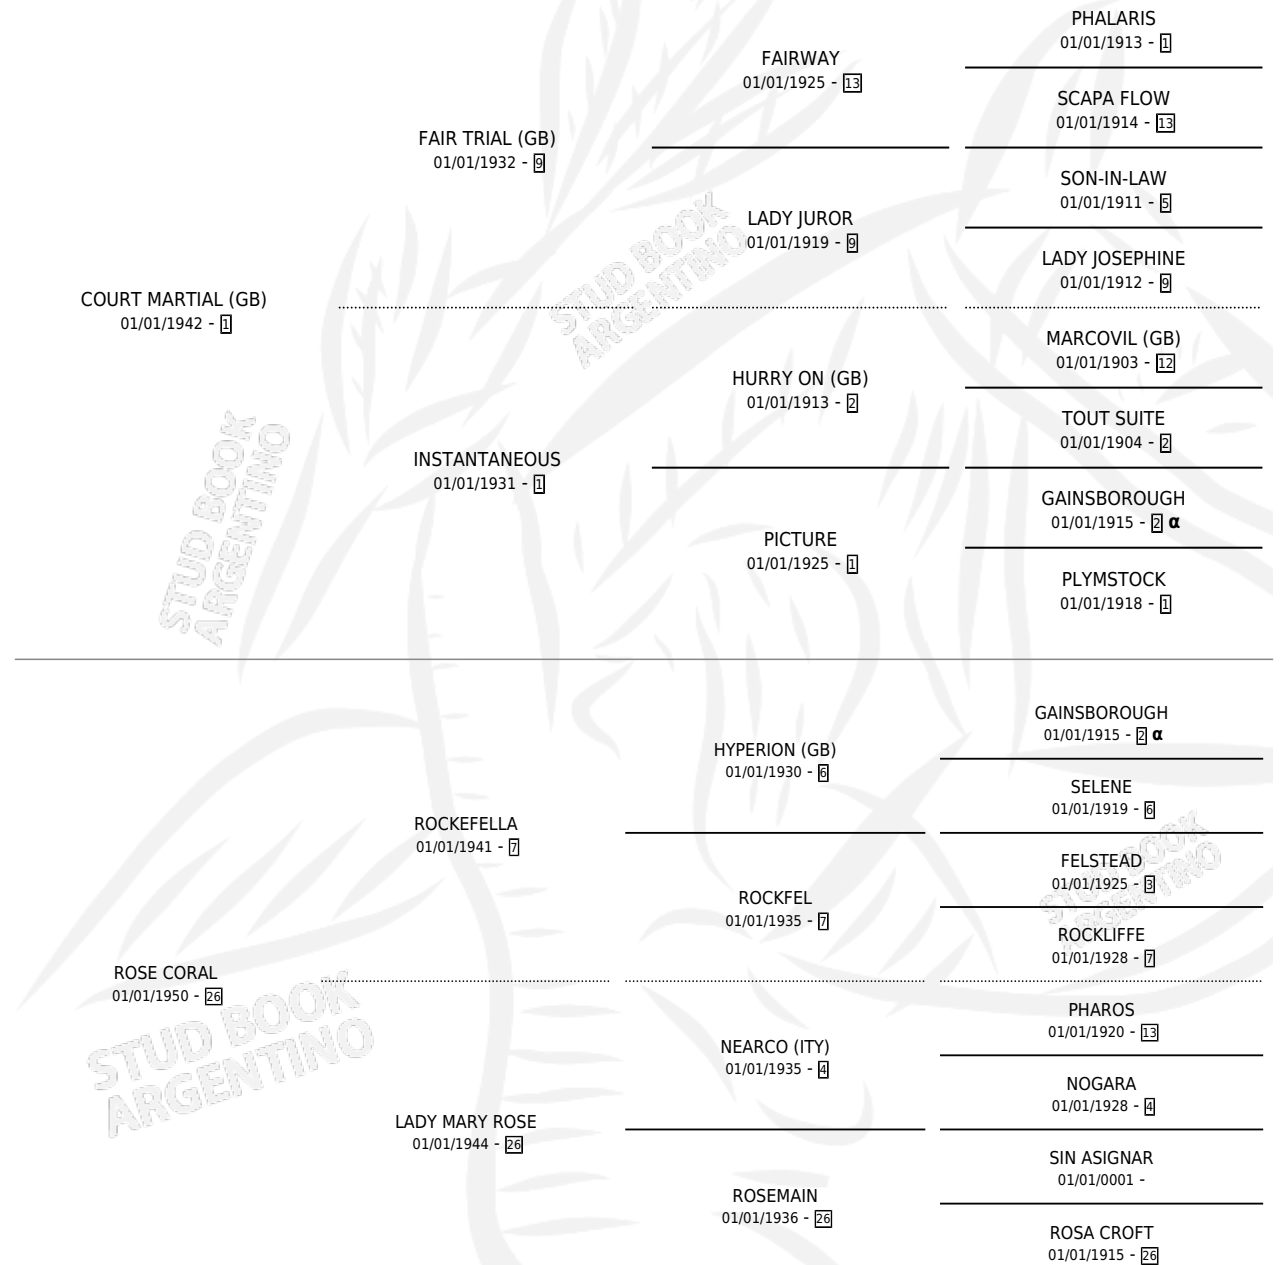 PHALARIS
01/01/1913 - 1
FAIRWAY
01/01/1925 - 13
SCAPA FLOW
01/01/1914 - 13
FAIR TRIAL (GB)
01/01/1932 - 9
SON-IN-LAW
01/01/1911 - 5
LADY JUROR
01/01/1919 - 9
LADY JOSEPHINE
01/01/1912 - 9
COURT MARTIAL (GB)
01/01/1942 - 1
MARCOVIL (GB)
01/01/1903 - 12
HURRY ON (GB)
01/01/1913 - 2
TOUT SUITE
01/01/1904 - 2
INSTANTANEOUS
01/01/1931 - 1
GAINSBOROUGH
01/01/1915 - 2 α
PICTURE
01/01/1925 - 1
PLYMSTOCK
01/01/1918 - 1
GAINSBOROUGH
01/01/1915 - 2 α
HYPERION (GB)
01/01/1930 - 6
SELENE
01/01/1919 - 6
ROCKEFELLA
01/01/1941 - 7
FELSTEAD
01/01/1925 - 3
ROCKFEL
01/01/1935 - 7
ROCKLIFFE
01/01/1928 - 7
ROSE CORAL
01/01/1950 - 26
PHAROS
01/01/1920 - 13
NEARCO (ITY)
01/01/1935 - 4
NOGARA
01/01/1928 - 4
LADY MARY ROSE
01/01/1944 - 26
SIN ASIGNAR
01/01/0001 -
ROSEMAIN
01/01/1936 - 26
ROSA CROFT
01/01/1915 - 26
STUD BOOK
ARGENTINO
STUD BOOK
ARGENTINO
STUD BOOK
ARGENTINO
STUD BOOK
ARGENTINO